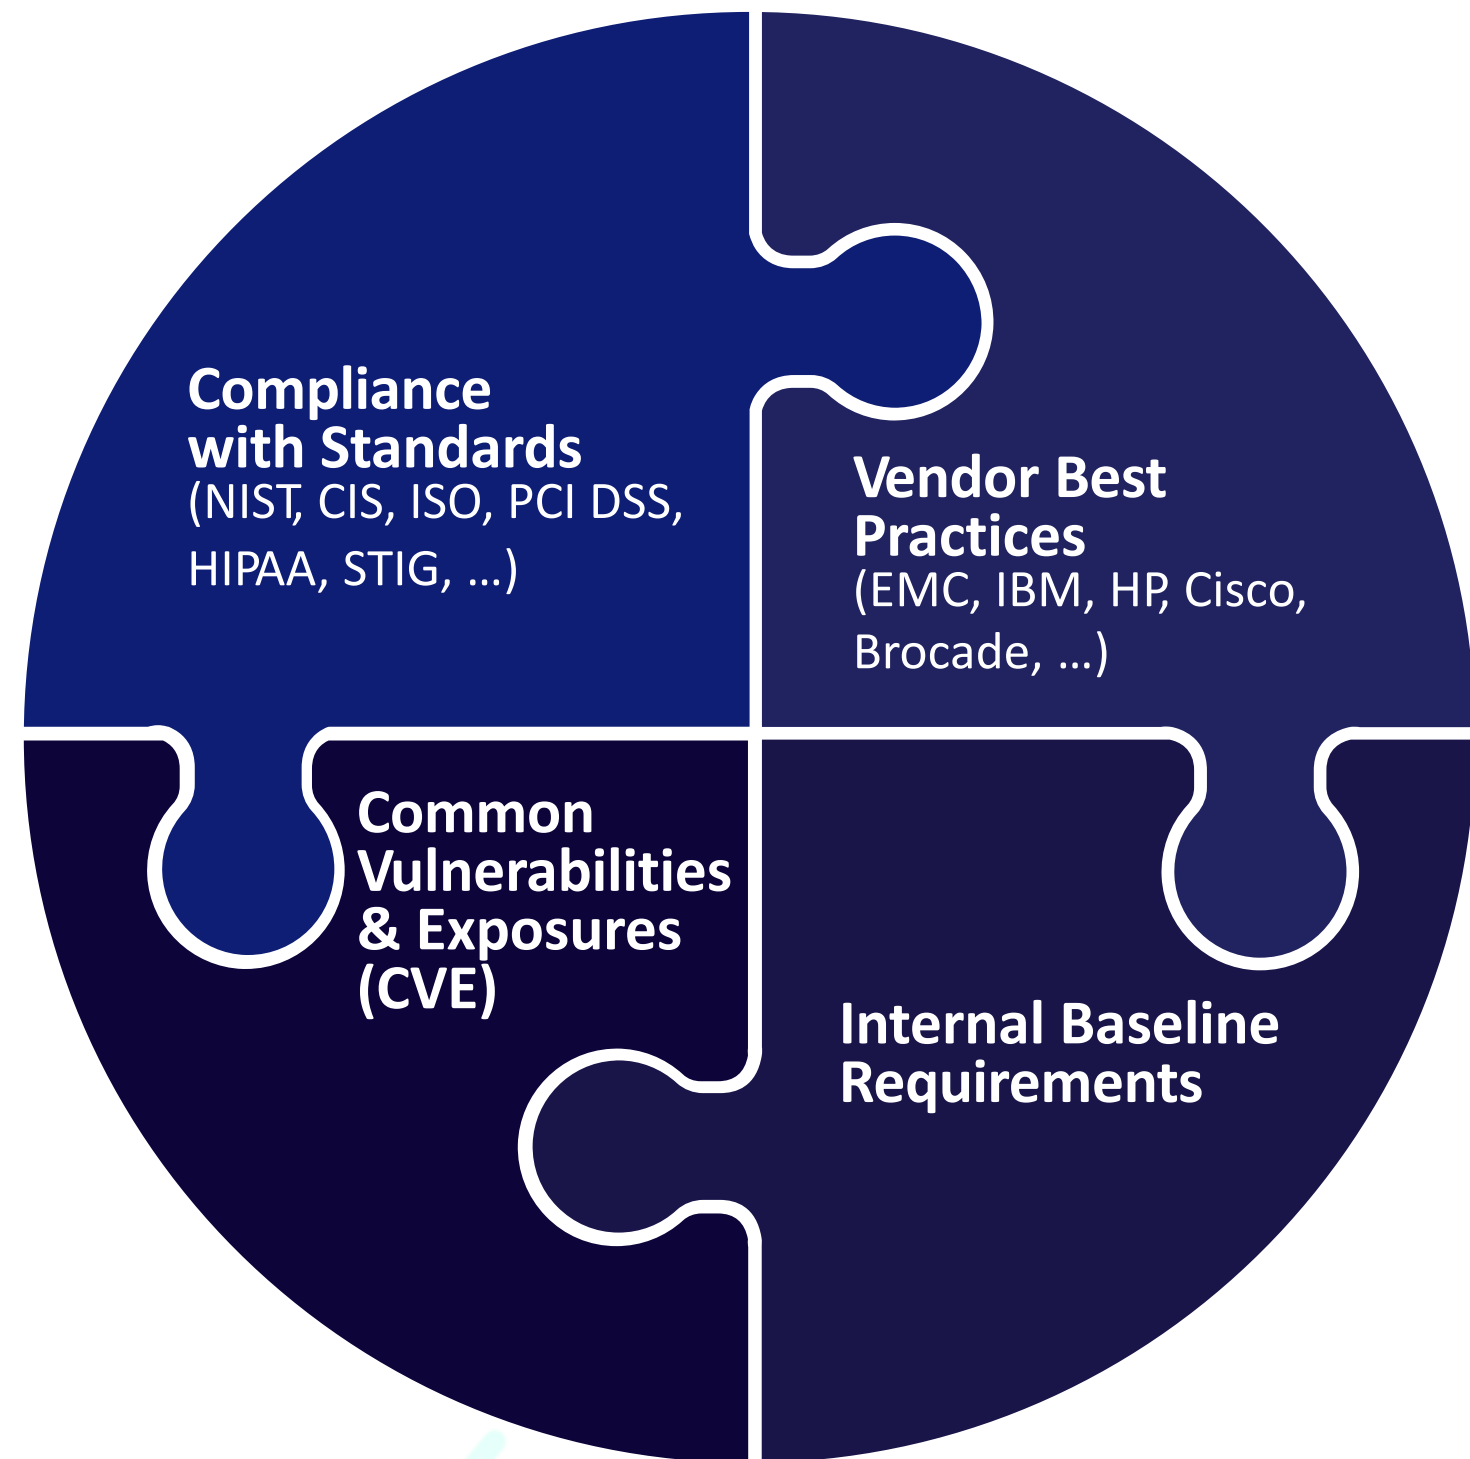 Compliance
with Standards
(NIST, CIS, ISO, PCI DSS,
HIPAA, STIG, ...)
Vendor Best
Practices
(EMC, IBM, HP, Cisco,
Brocade, ...)
Common
Vulnerabilities
& Exposures
(CVE)
Internal Baseline
Requirements